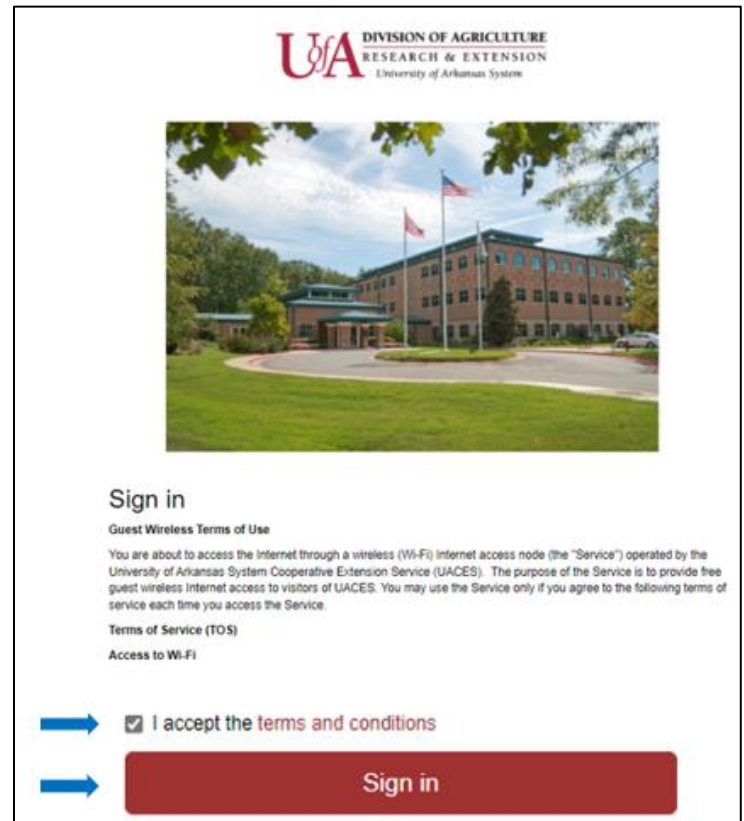 UofA DIVISION OF AGRICULTURE
RESEARCH & EXTENSION
University of Arkansas System
Sign in
Guest Wireless Terms of Use
You are about to access the Internet through a wireless (Wi-Fi) Internet access node (the "Service") operated by the
University of Arkansas System Cooperative Extension Service (UACES). The purpose of the Service is to provide free
guest wireless Internet access to visitors of UACES. You may use the Service only if you agree to the following terms of
service each time you access the Service.
Terms of Service (TOS)
Access to Wi-Fi
I accept the terms and conditions
Sign in